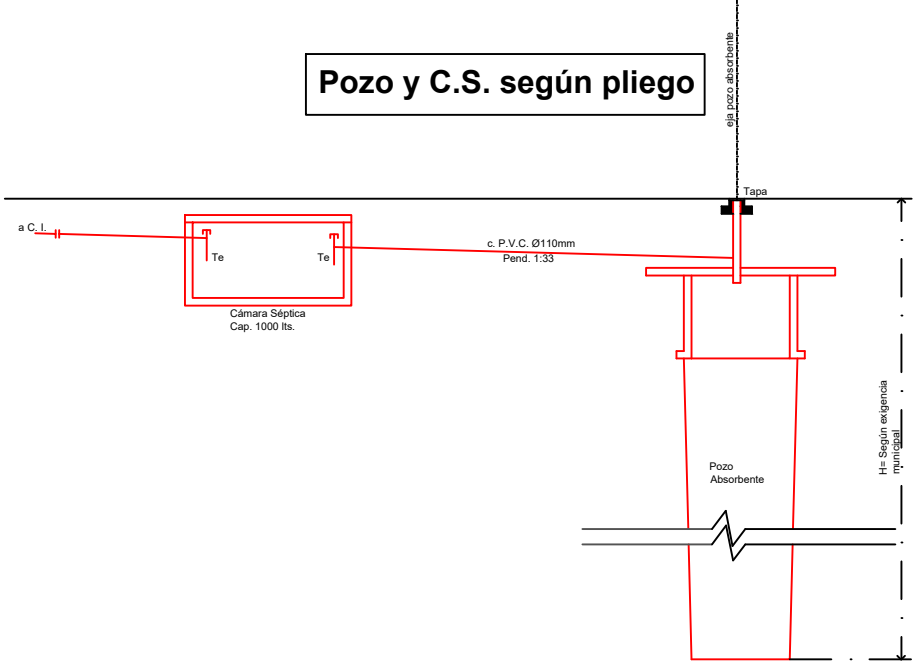 Pozo y C.S. según pliego
eja pozo absorbente
Tapa
a C. I.
Te
Te
c. P.V.C. Ø110mm
Pend. 1:33
Cámara Séptica
Cap. 1000 lts.
Pozo
Absorbente
H= Según exigencia
municipal